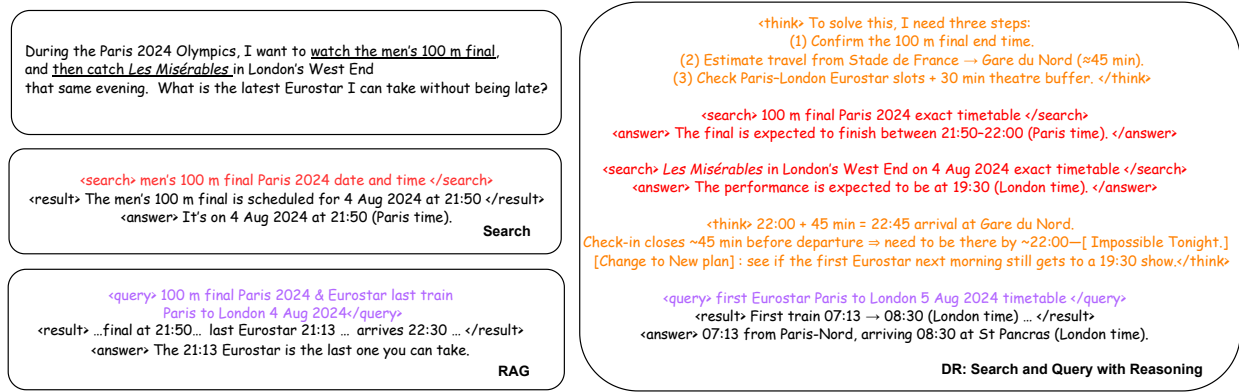 During the Paris 2024 Olympics, I want to watch the men's 100 m final,
and then catch Les Misérables in London's West End
that same evening. What is the latest Eurostar I can take without being late?
<search> men's 100 m final Paris 2024 date and time </search>
<result> The men's 100 m final is scheduled for 4 Aug 2024 at 21:50 </result>
<answer> It's on 4 Aug 2024 at 21:50 (Paris time).
Search
<query> 100 m final Paris 2024 & Eurostar last train
Paris to London 4 Aug 2024</query>
<result> ...final at 21:50... last Eurostar 21:13 ... arrives 22:30 ... </result>
<answer> The 21:13 Eurostar is the last one you can take.
RAG
<think> To solve this, I need three steps:
(1) Confirm the 100 m final end time.
(2) Estimate travel from Stade de France → Gare du Nord (≈45 min).
(3) Check Paris–London Eurostar slots + 30 min theatre buffer. </think>
<search> 100 m final Paris 2024 exact timetable </search>
<answer> The final is expected to finish between 21:50–22:00 (Paris time). </answer>
<search> Les Misérables in London's West End on 4 Aug 2024 exact timetable </search>
<answer> The performance is expected to be at 19:30 (London time). </answer>
<think> 22:00 + 45 min = 22:45 arrival at Gare du Nord.
Check-in closes ~45 min before departure ⇒ need to be there by ~22:00—[ Impossible Tonight.]
[Change to New plan] : see if the first Eurostar next morning still gets to a 19:30 show.</think>
<query> first Eurostar Paris to London 5 Aug 2024 timetable </query>
<result> First train 07:13 → 08:30 (London time) ... </result>
<answer> 07:13 from Paris-Nord, arriving 08:30 at St Pancras (London time).
DR: Search and Query with Reasoning